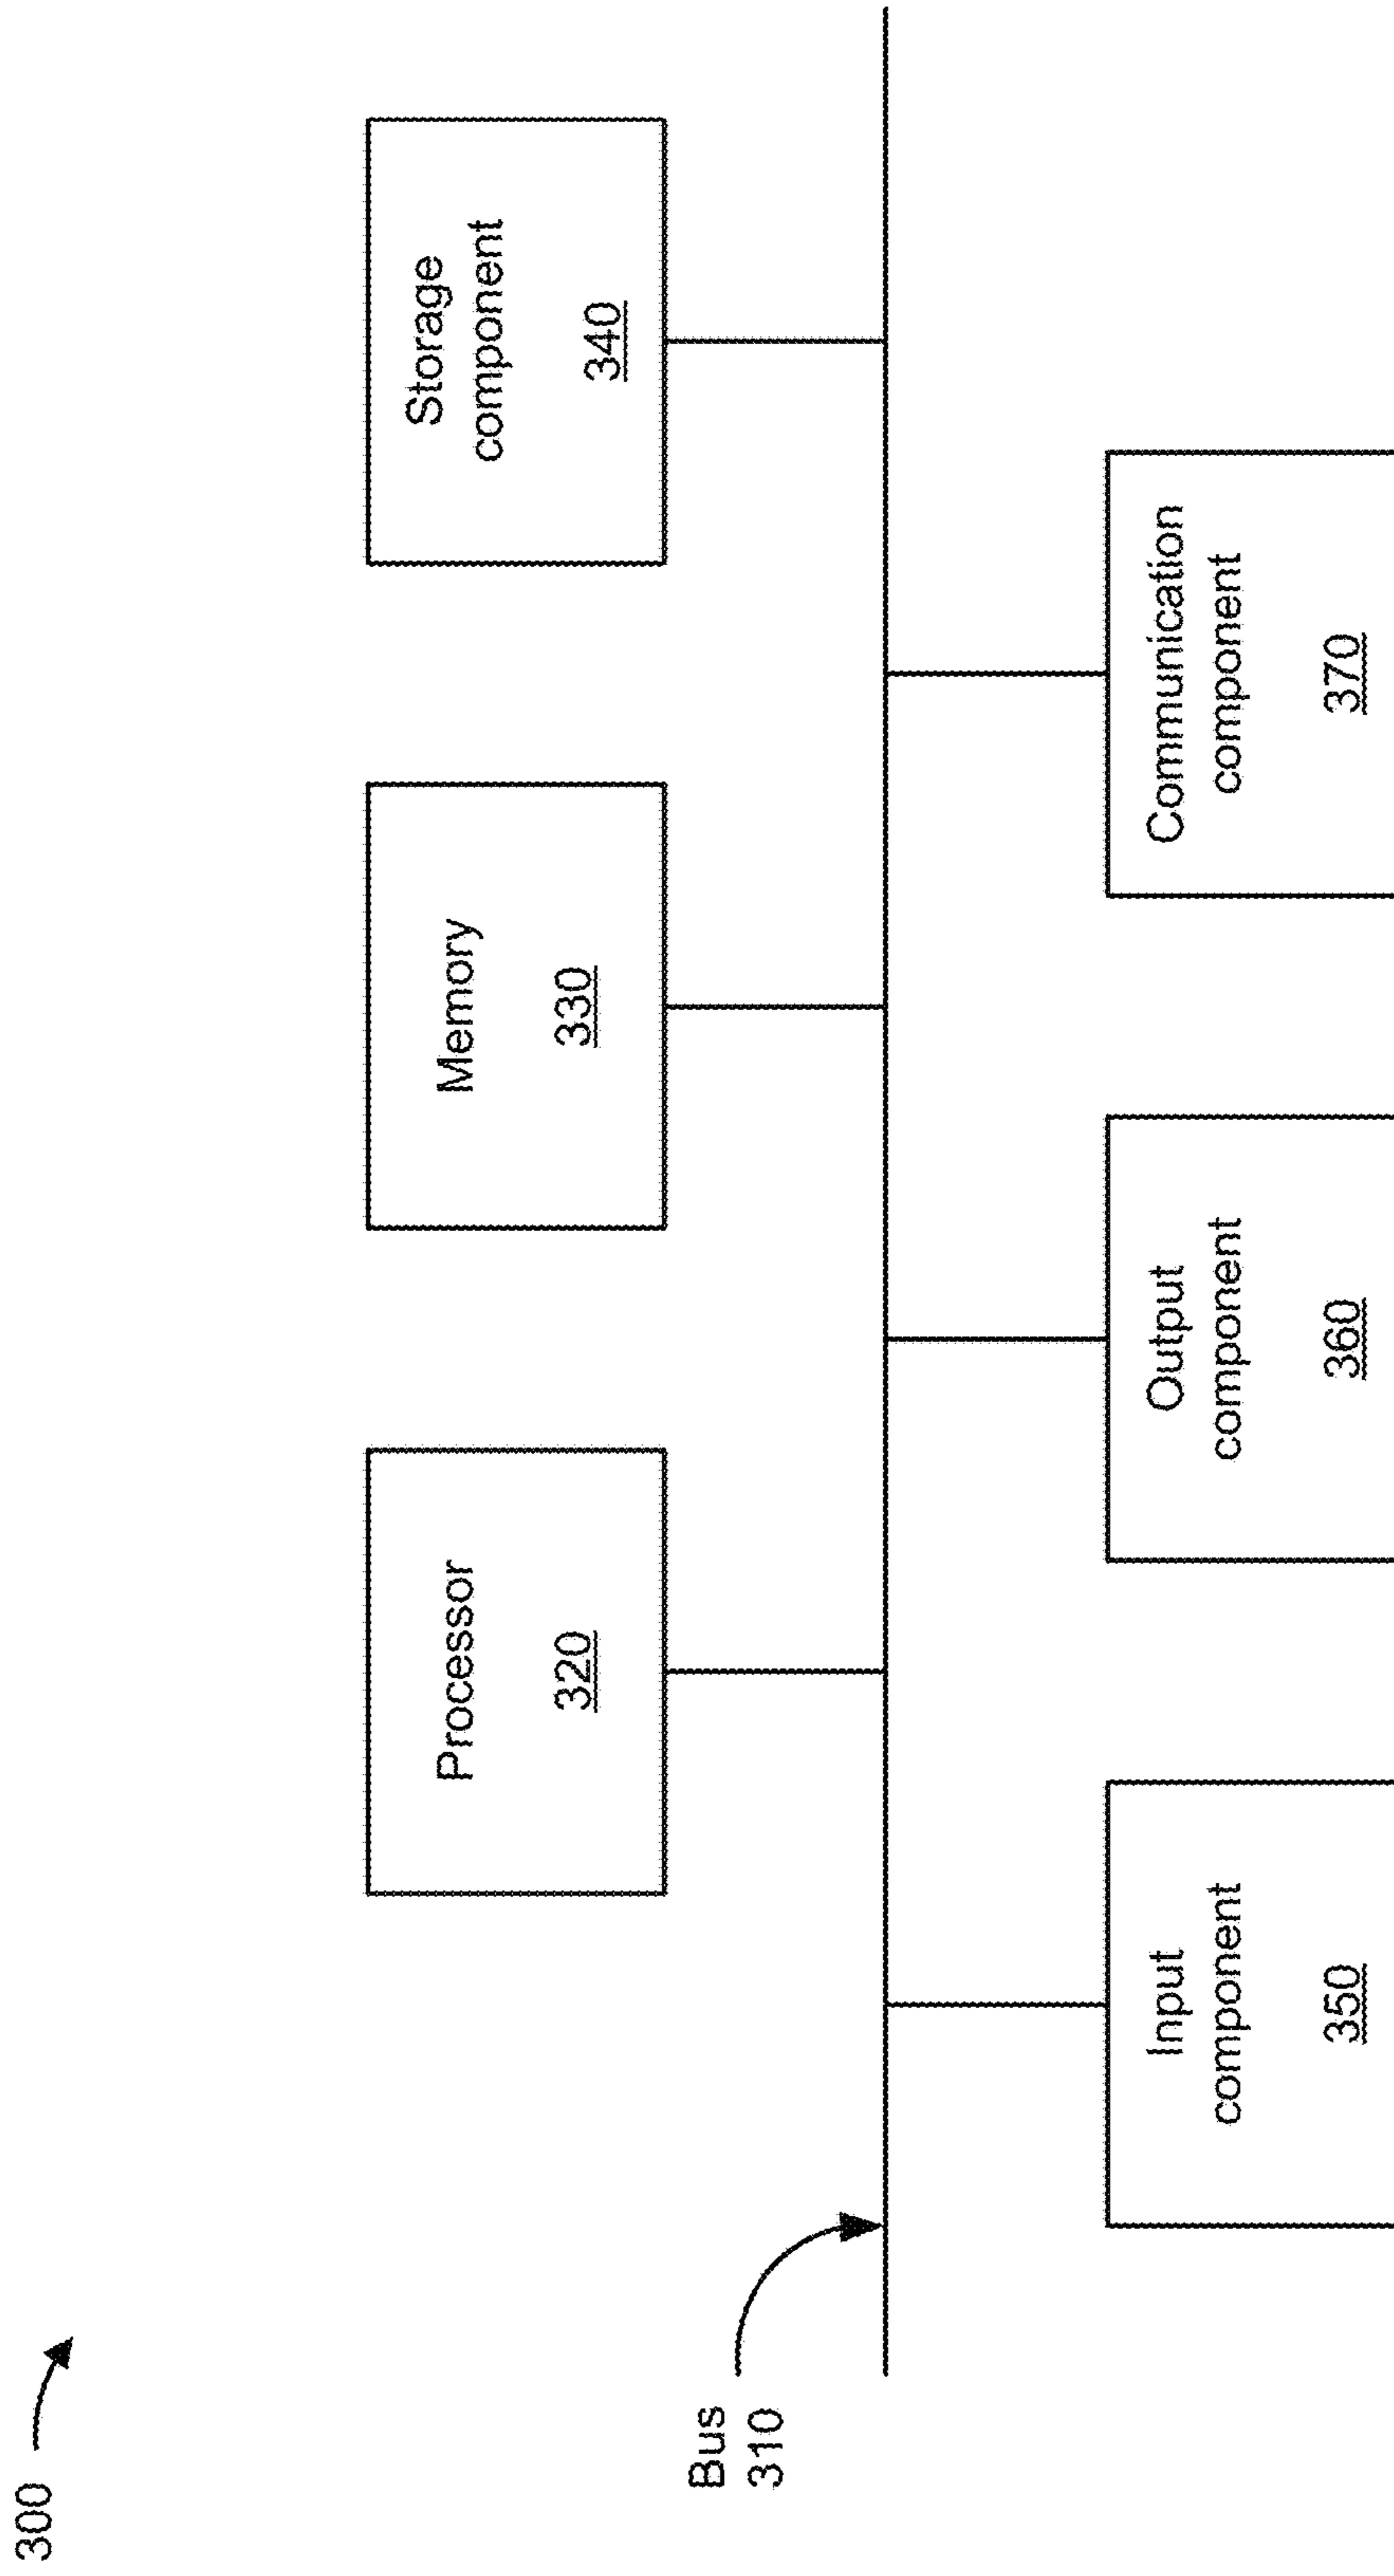 300
Processor
320
Memory
330
Storage
component
340
Bus
310
Input
component
350
Output
component
360
Communication
component
370